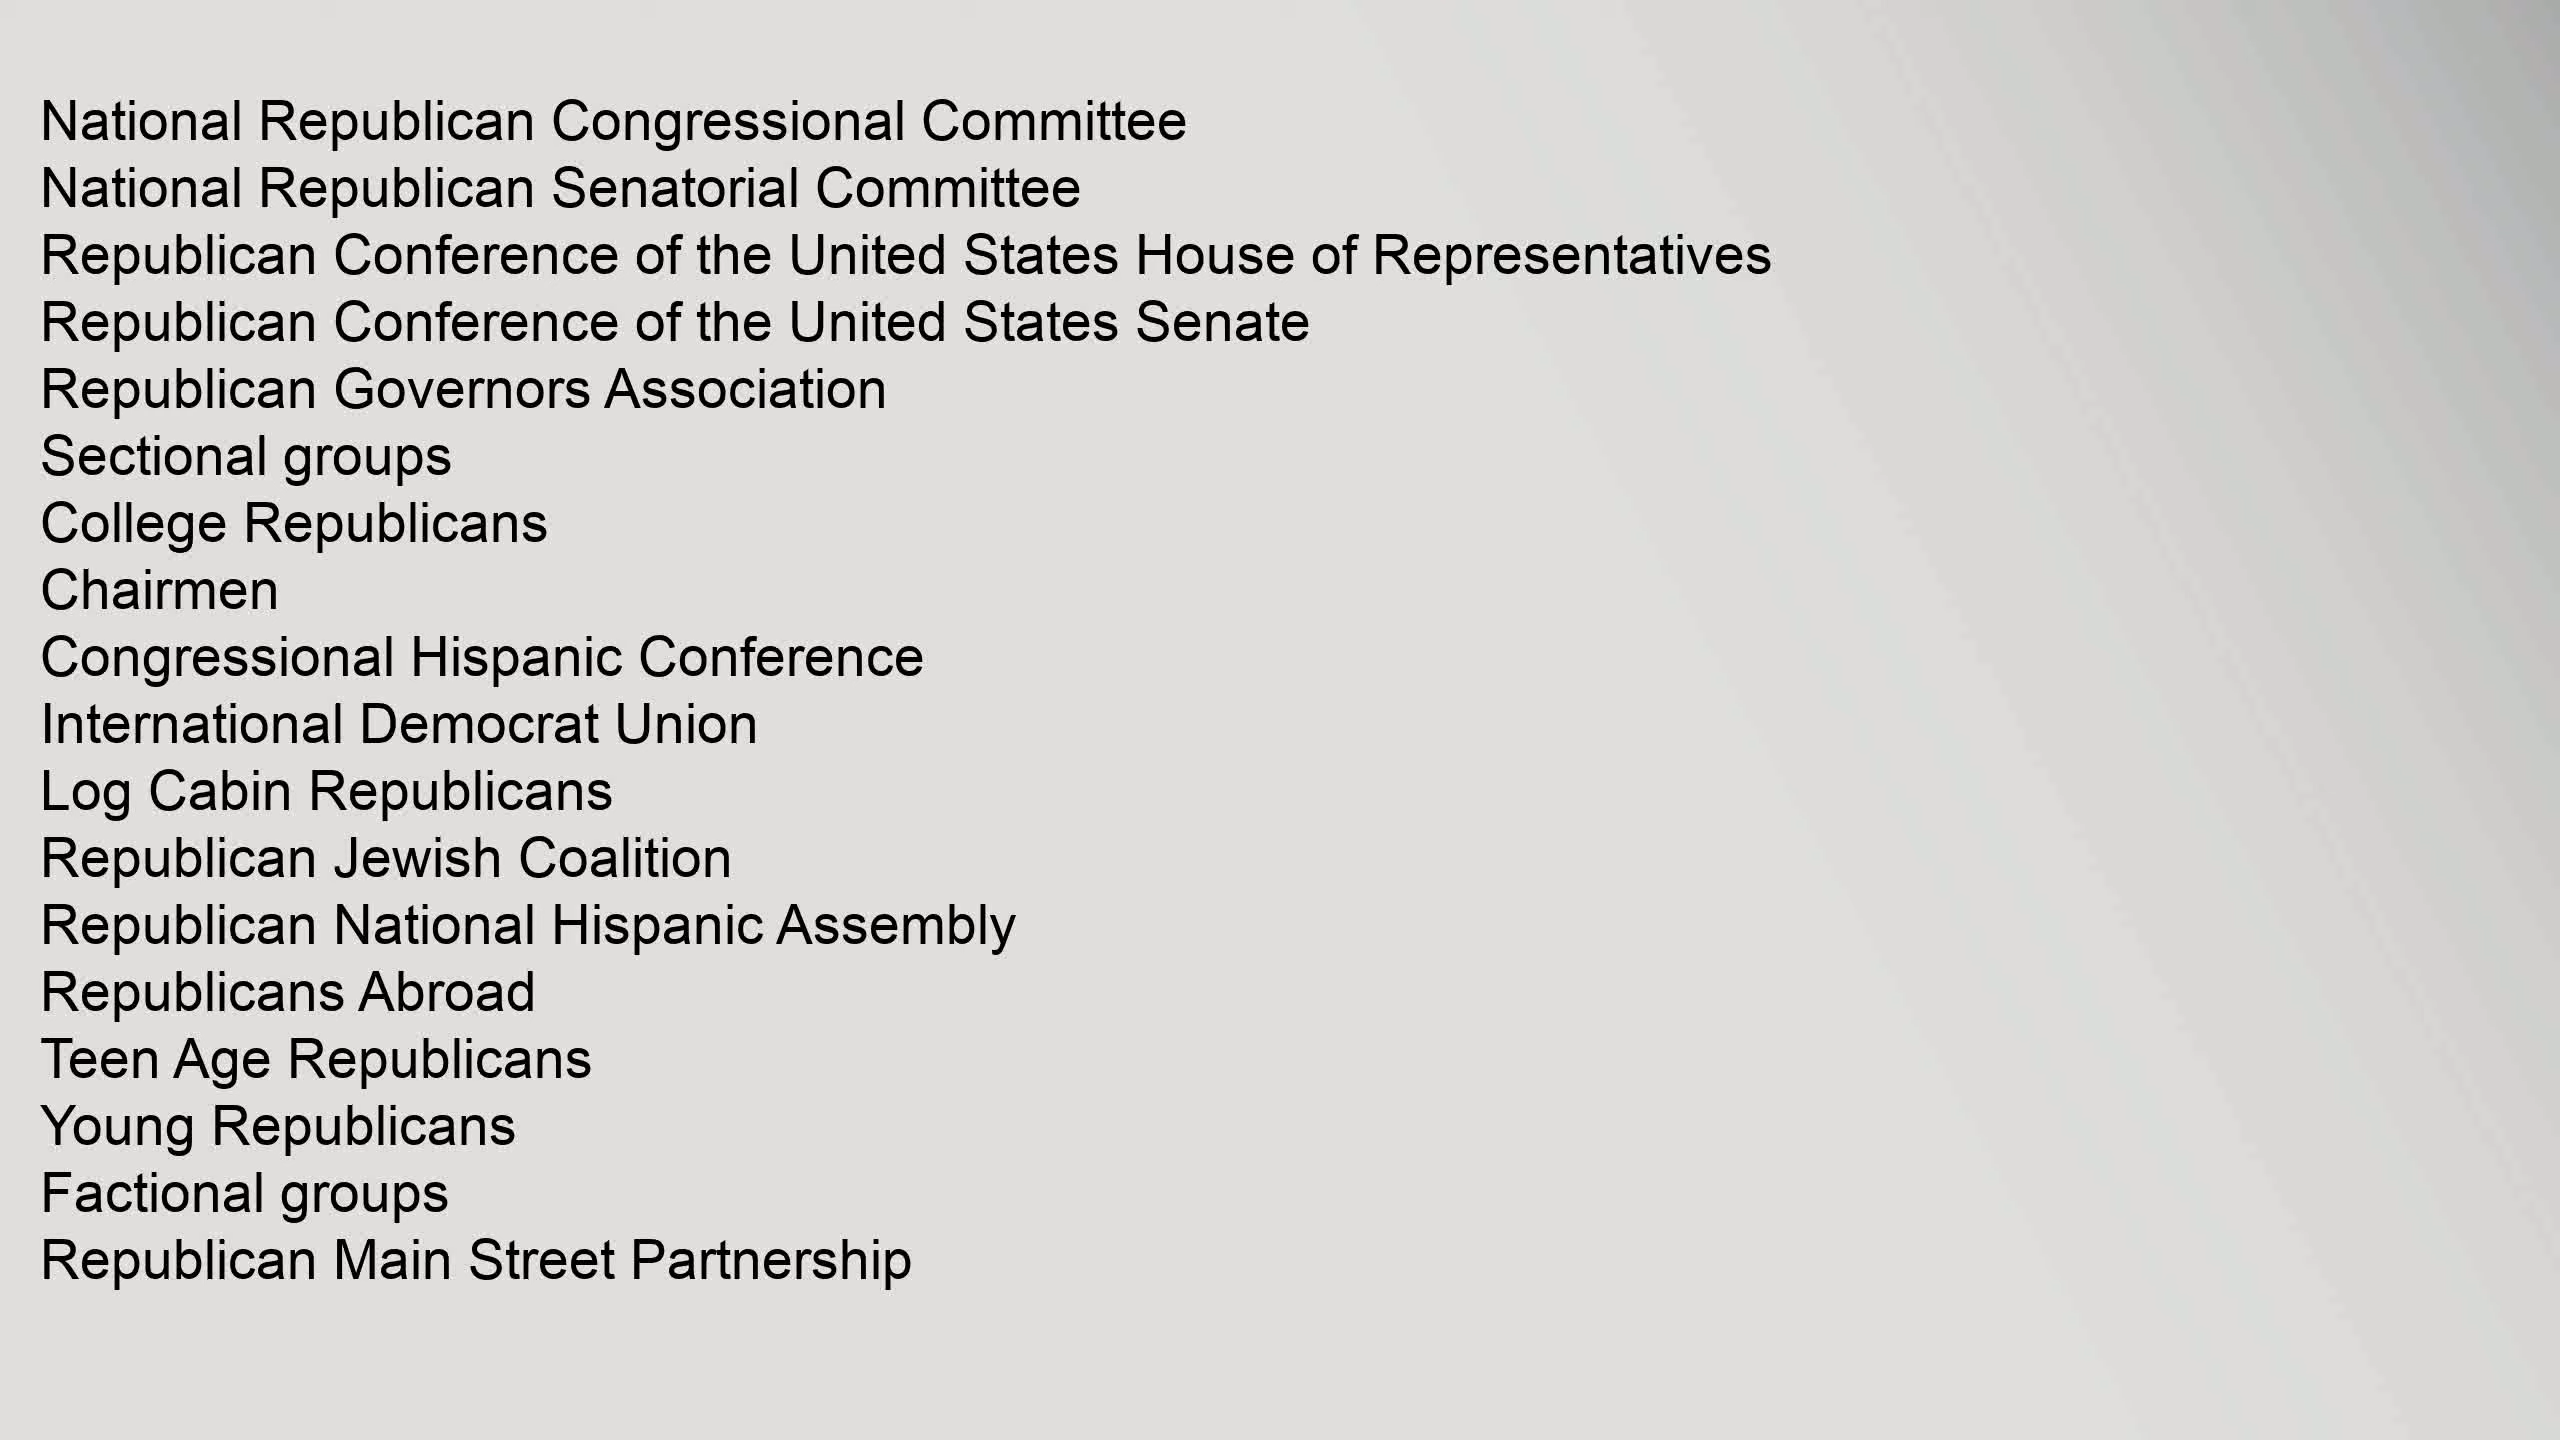 National Republican Congressional Committee
National Republican Senatorial Committee
Republican Conference of the United States House of Representatives
Republican Conference of the United States Senate
Republican Governors Association
Sectional groups
College Republicans
Chairmen
Congressional Hispanic Conference
International Democrat Union
Log Cabin Republicans
Republican Jewish Coalition
Republican National Hispanic Assembly
Republicans Abroad
Teen Age Republicans
Young Republicans
Factional groups
Republican Main Street Partnership